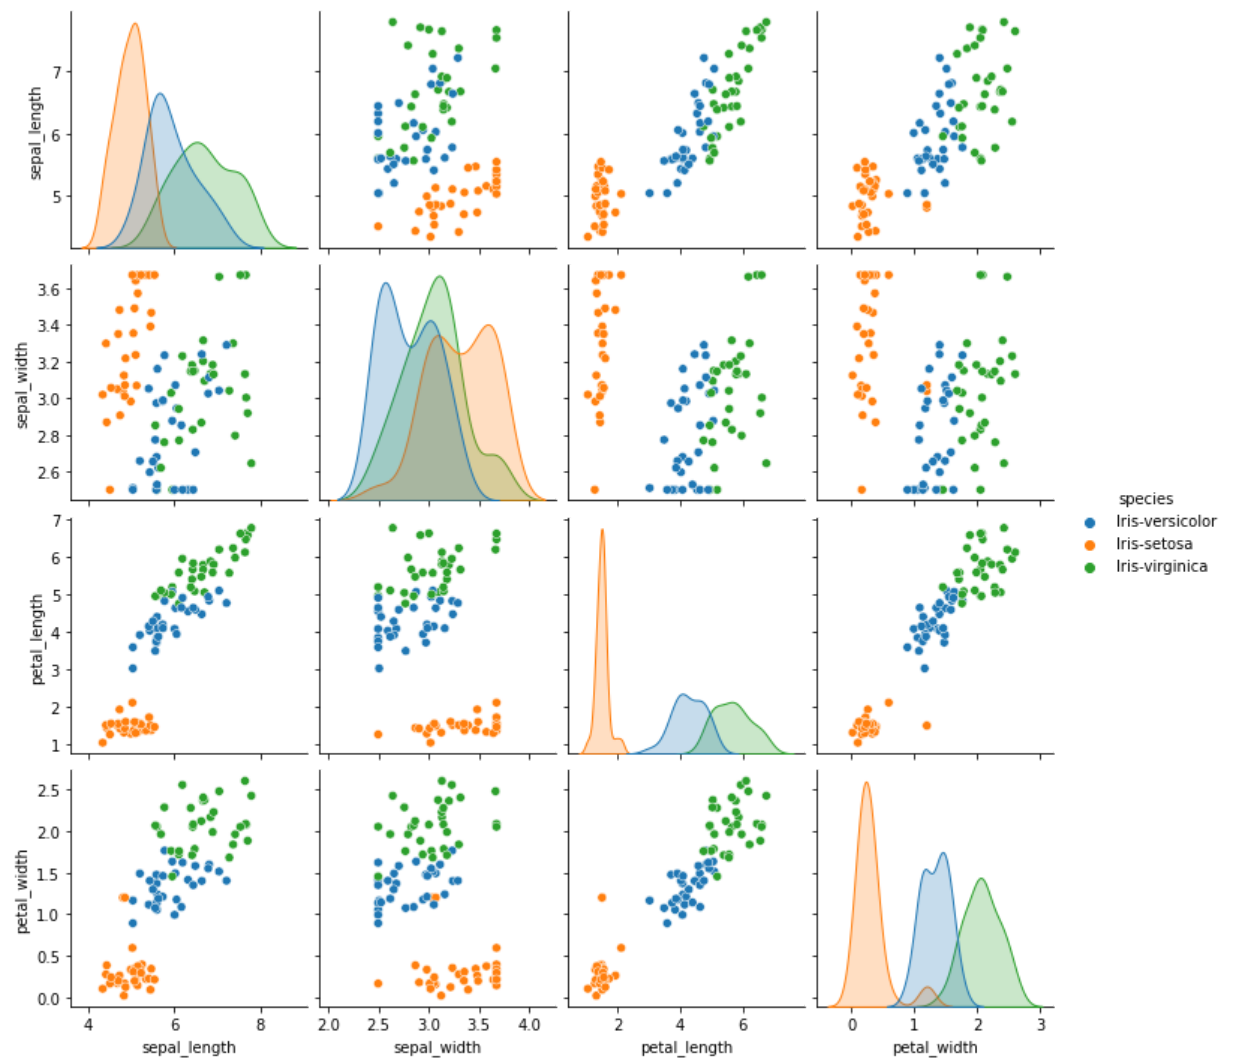 7
6
5
sepal_length
3.6
3.4
3.2
3.0
2.8
2.6
sepal_width
species
Iris-versicolor
Iris-setosa
Iris-virginica
7
6
5
4
3
2
1
petal_length
2.5
2.0
1.5
1.0
0.5
0.0
petal_width
4 6 8 2.0 2.5 3.0 3.5 4.0 2 4 6 0 1 2 3
sepal_length sepal_width petal_length petal_width